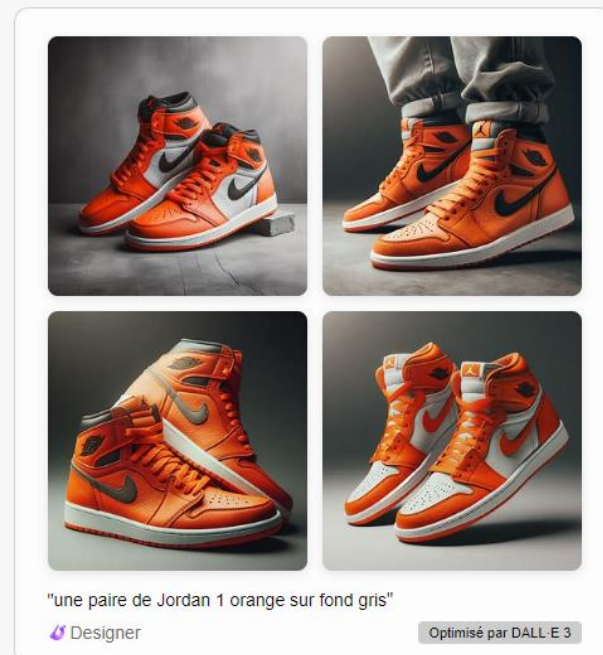 "une paire de Jordan 1 orange sur fond gris"
Designer
Optimisé par DALL·E 3